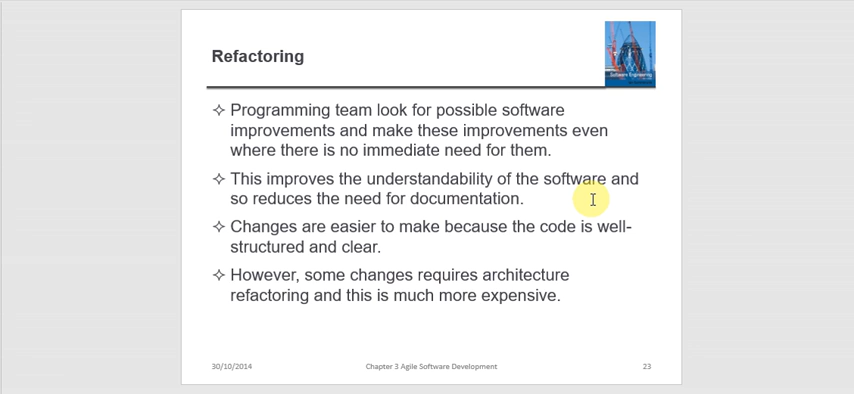 Refactoring
Software Engineering
✧ Programming team look for possible software
improvements and make these improvements even
where there is no immediate need for them.
✧ This improves the understandability of the software and
so reduces the need for documentation.
✧ Changes are easier to make because the code is well-
structured and clear.
✧ However, some changes requires architecture
refactoring and this is much more expensive.
30/10/2014
Chapter 3 Agile Software Development
23